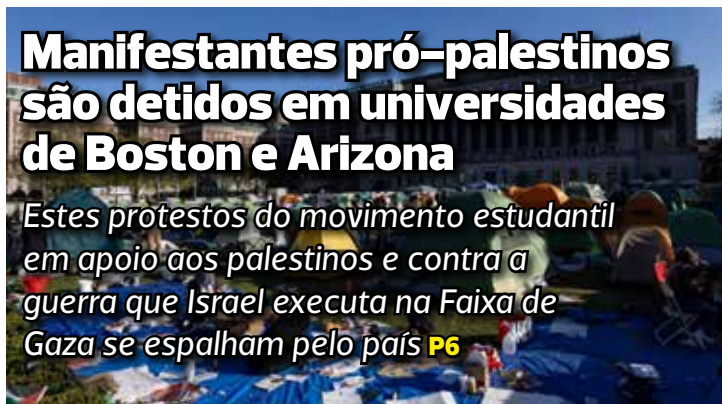 Manifestantes pró-palestinos
são detidos em universidades
de Boston e Arizona
Estes protestos do movimento estudantil
em apoio aos palestinos e contra a
guerra que Israel executa na Faixa de
Gaza se espalham pelo país P6